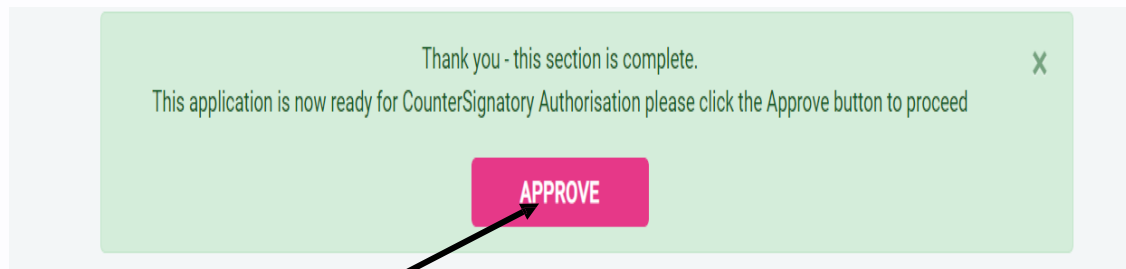 Thank you - this section is complete.
X
This application is now ready for CounterSignatory Authorisation please click the Approve button to proceed
APPROVE